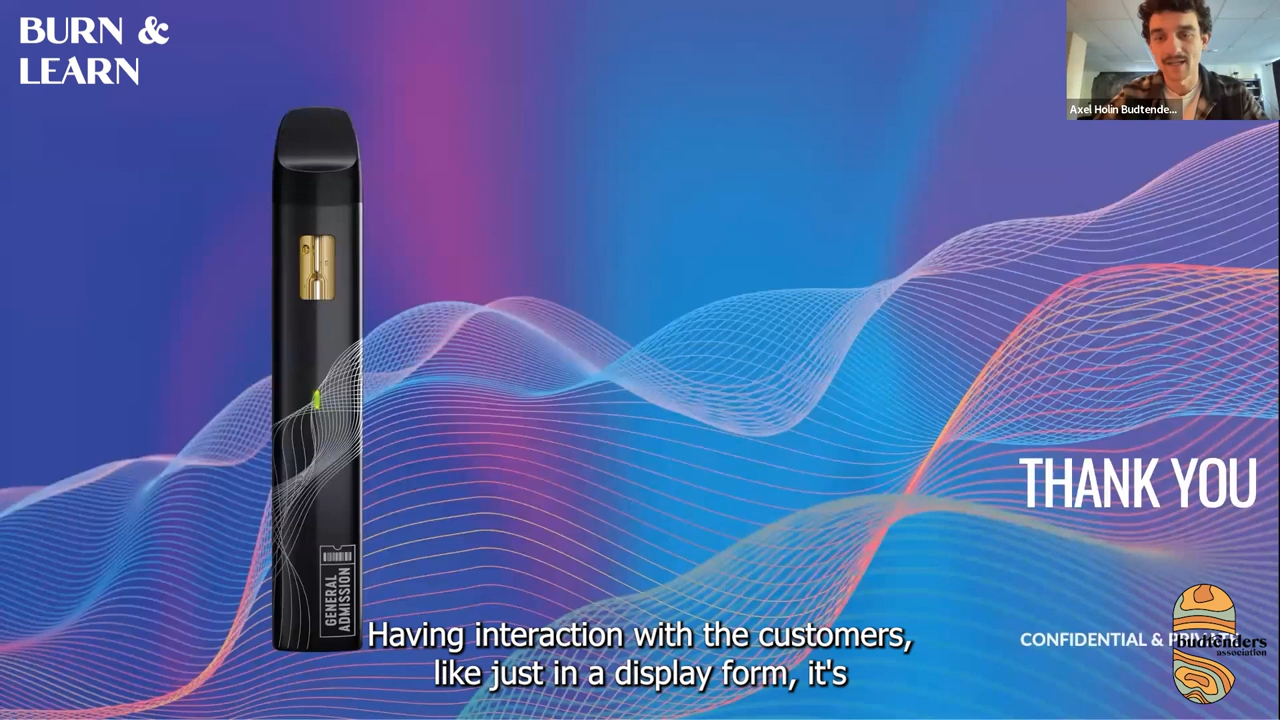 BURN &
LEARN
Axel Holin Budtende...
THANK YOU
GENERAL
ADMISSION
CONFIDENTIAL & PRIVATE
budtenders
association
Having interaction with the customers,
like just in a display form, it's